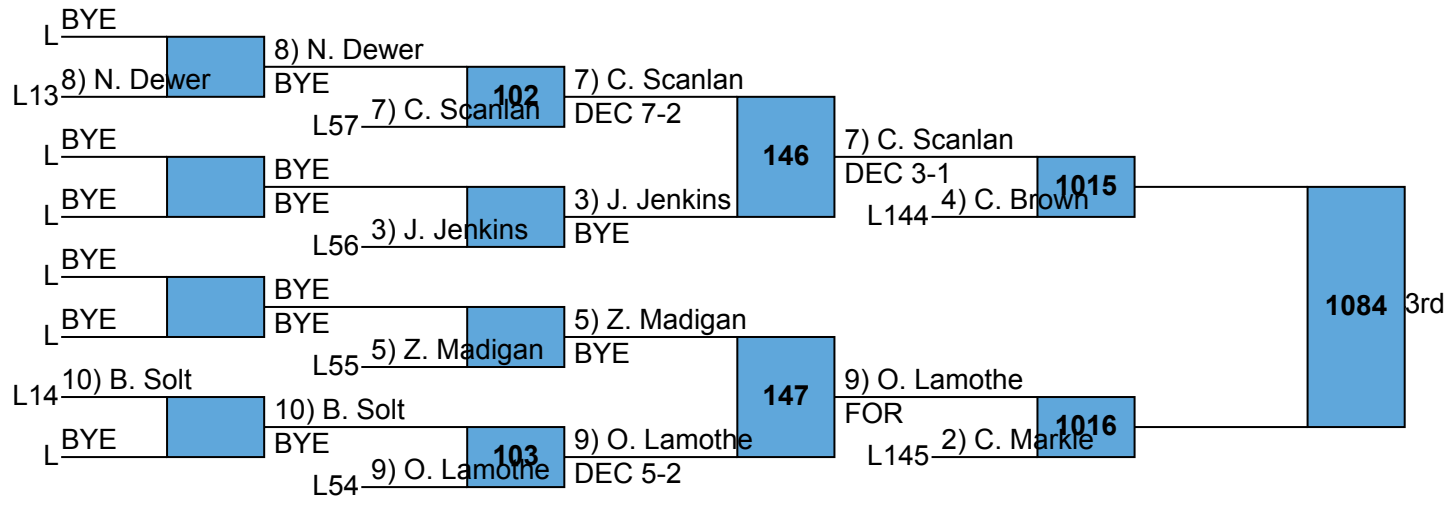 BYE
L
8) N. Dewer
L13
8) N. Dewer
BYE
102
7) C. Scanlan
L57
7) C. Scanlan
DEC 7-2
BYE
L
BYE
L
BYE
BYE
3) J. Jenkins
L56
3) J. Jenkins
BYE
146
7) C. Scanlan
DEC 3-1
1015
4) C. Brown
L144
BYE
L
BYE
L
BYE
BYE
5) Z. Madigan
L55
5) Z. Madigan
BYE
10) B. Solt
L14
BYE
L
10) B. Solt
BYE
103
9) O. Lamothe
L54
9) O. Lamothe
DEC 5-2
147
9) O. Lamothe
FOR
1016
2) C. Markle
L145
1084
3rd